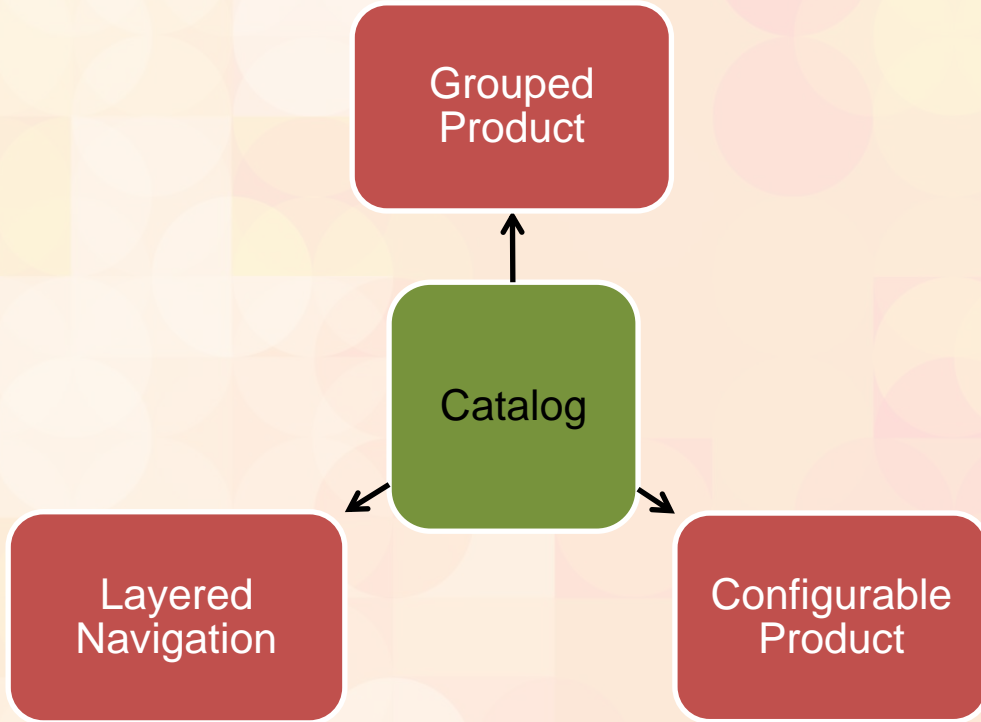 Grouped
Product
Catalog
Layered
Navigation
Configurable
Product